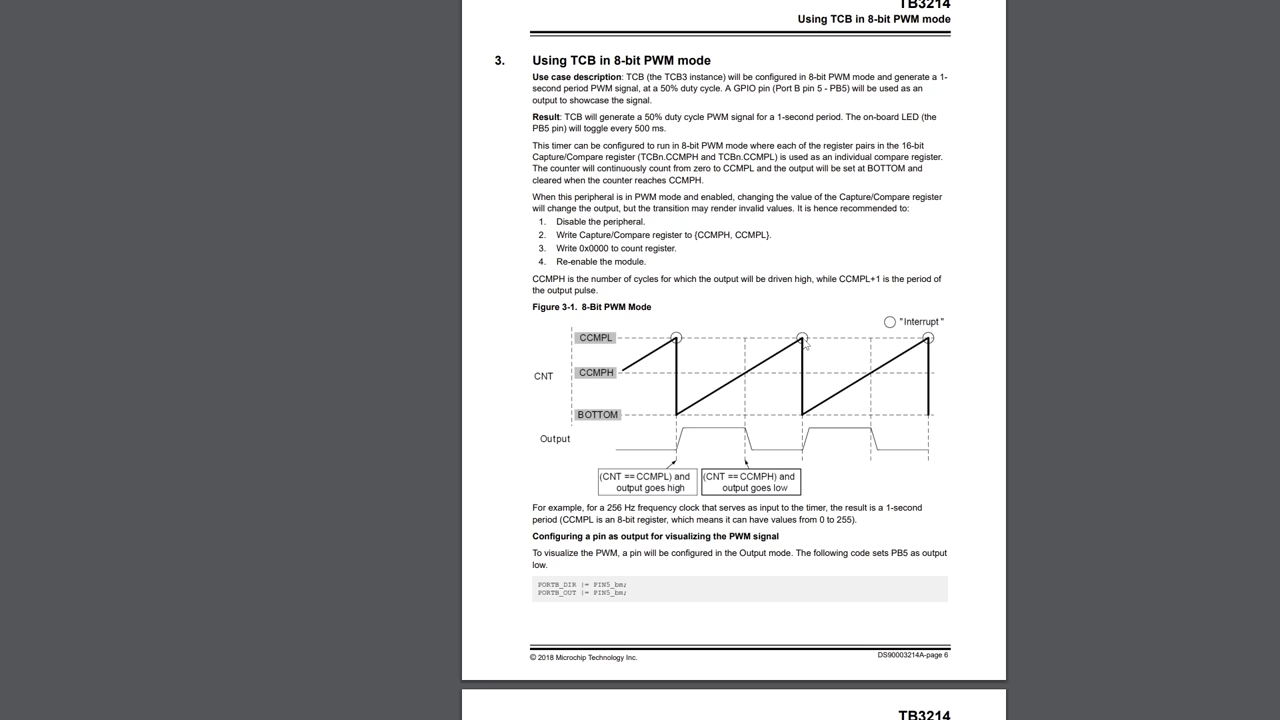 TB3214
Using TCB in 8-bit PWM mode
3. Using TCB in 8-bit PWM mode
Use case description: TCB (the TCB3 instance) will be configured in 8-bit PWM mode and generate a 1-
second period PWM signal, at a 50% duty cycle. A GPIO pin (Port B pin 5 - PB5) will be used as an
output to showcase the signal.
Result: TCB will generate a 50% duty cycle PWM signal for a 1-second period. The on-board LED (the
PB5 pin) will toggle every 500 ms.
This timer can be configured to run in 8-bit PWM mode where each of the register pairs in the 16-bit
Capture/Compare register (TCBn.CCMPH and TCBn.CCMPL) is used as an individual compare register.
The counter will continuously count from zero to CCMPL and the output will be set at BOTTOM and
cleared when the counter reaches CCMPH.
When this peripheral is in PWM mode and enabled, changing the value of the Capture/Compare register
will change the output, but the transition may render invalid values. It is hence recommended to:
1. Disable the peripheral.
2. Write Capture/Compare register to {CCMPH, CCMPL}.
3. Write 0x0000 to count register.
4. Re-enable the module.
CCMPH is the number of cycles for which the output will be driven high, while CCMPL+1 is the period of
the output pulse.
Figure 3-1. 8-Bit PWM Mode
"Interrupt"
CCMPL
CNT
CCMPH
BOTTOM
Output
(CNT == CCMPL) and
output goes high
(CNT == CCMPH) and
output goes low
For example, for a 256 Hz frequency clock that serves as input to the timer, the result is a 1-second
period (CCMPL is an 8-bit register, which means it can have values from 0 to 255).
Configuring a pin as output for visualizing the PWM signal
To visualize the PWM, a pin will be configured in the Output mode. The following code sets PB5 as output
low.
PORTB_DIR |= PIN5_bm;
PORTB_OUT |= PIN5_bm;
© 2018 Microchip Technology Inc.
DS90003214A-page 6
TB3214